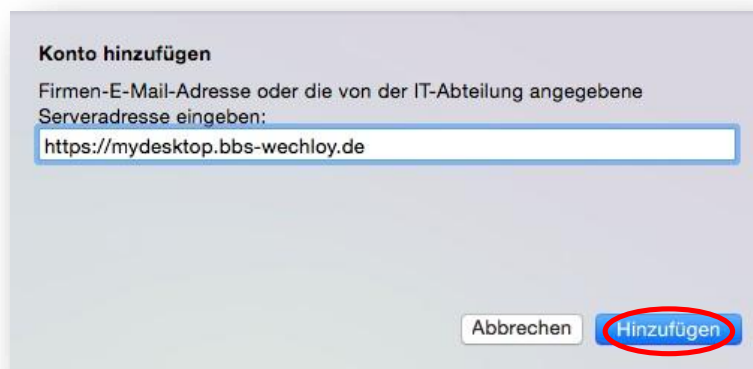 Konto hinzufügen
Firmen-E-Mail-Adresse oder die von der IT-Abteilung angegebene
Serveradresse eingeben:
https://mydesktop.bbs-wechloy.de
Abbrechen Hinzufügen